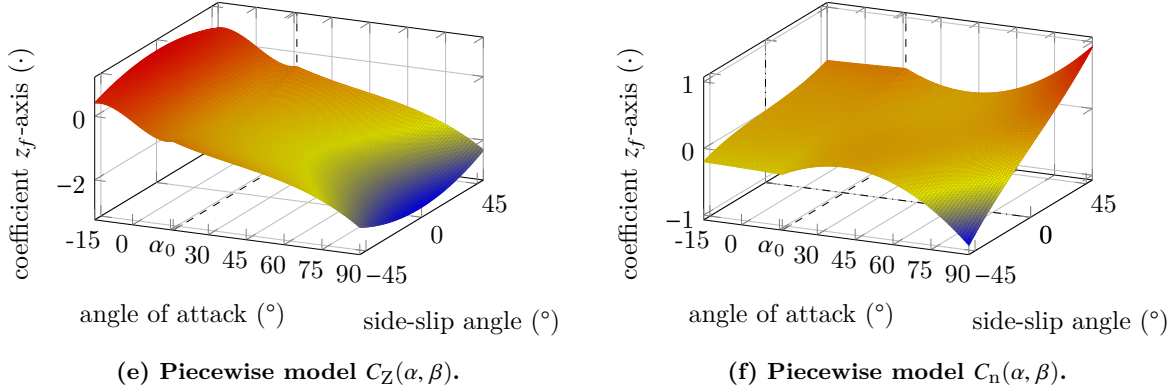 coefficient z_f-axis (·)
0
−2
-15
0
α₀
30
45
60
75
90
−45
0
45
angle of attack (°)
side-slip angle (°)
(e) Piecewise model C_Z(α, β).
coefficient z_f-axis (·)
1
0
−1
-15
0
α₀
30
45
60
75
90
−45
0
45
angle of attack (°)
side-slip angle (°)
(f) Piecewise model C_n(α, β).